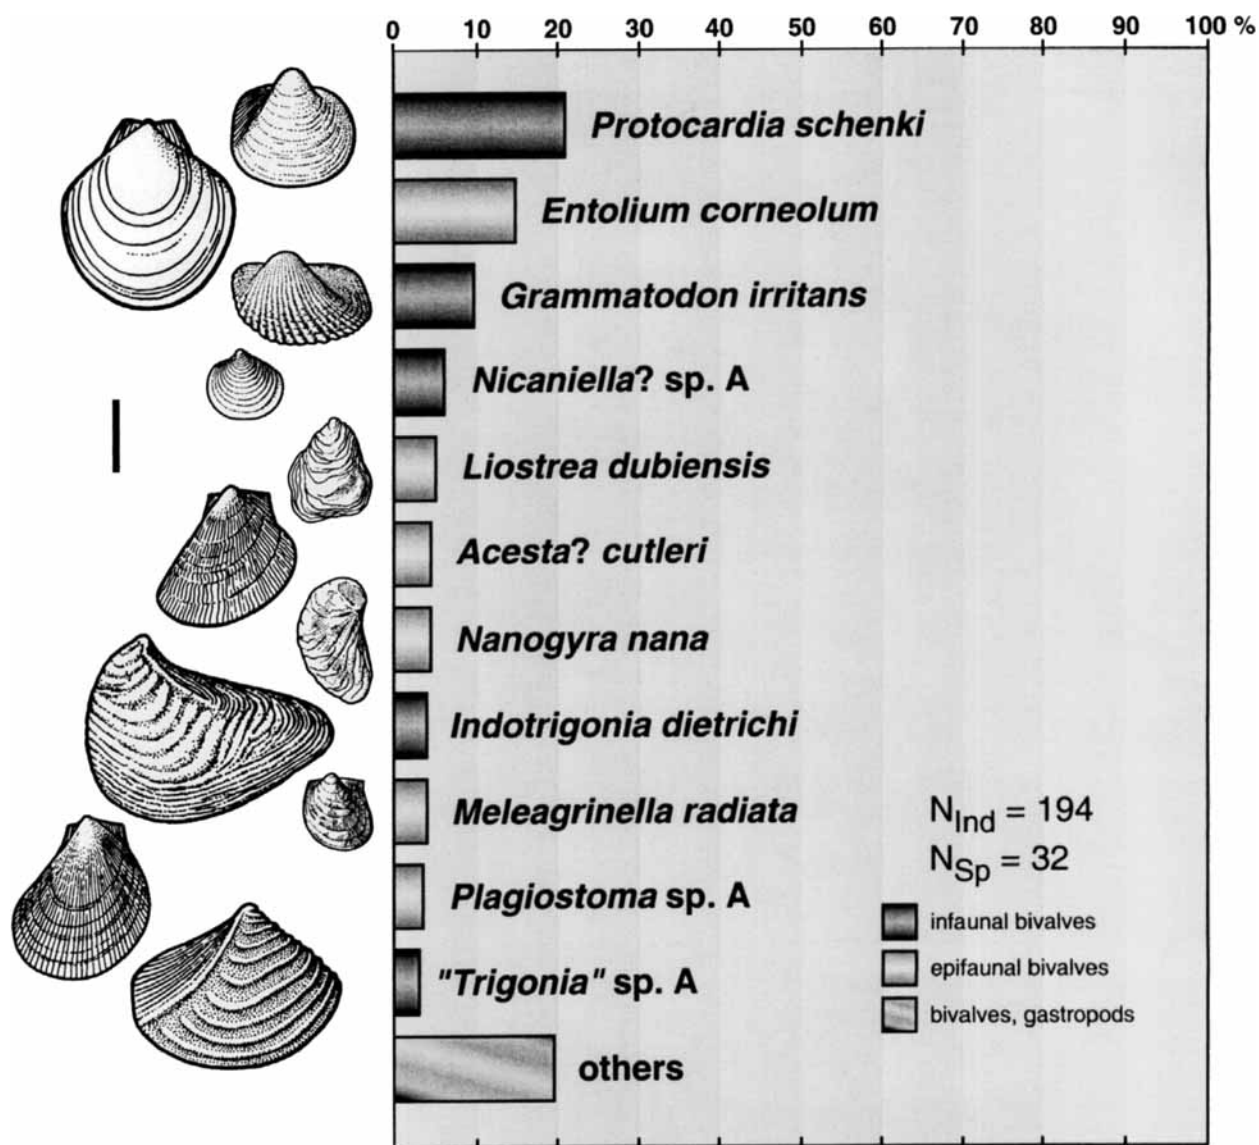 0 10 20 30 40 50 60 70 80 90 100 %
Protocardia schenki
Entolium corneolum
Grammatodon irritans
Nicaniella? sp. A
Liostrea dubiensis
Acesta? cutleri
Nanogyra nana
Indotrigonia dietrichi
Meleagrinella radiata
Plagiostoma sp. A
"Trigonia" sp. A
others
NInd = 194
NSp = 32
infaunal bivalves
epifaunal bivalves
bivalves, gastropods